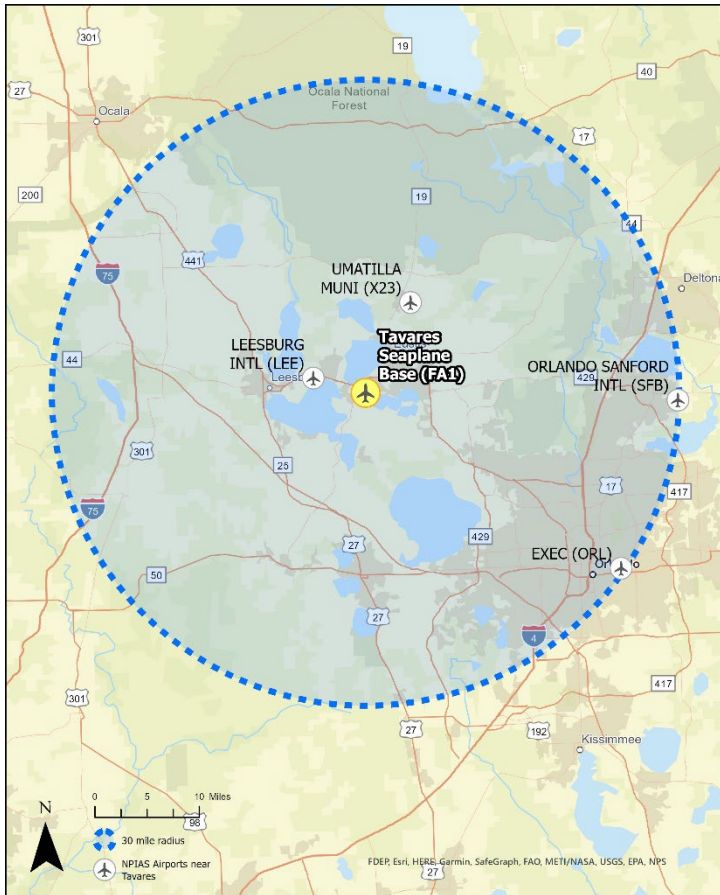 301
19
40
27
Ocala National
Forest
Ocala
17
200
19
44
441
75
UMATILLA
MUNI (X23)
Deltona
Tavares
Seaplane
Base (FA1)
LEESBURG
INTL (LEE)
44
ORLANDO SANFORD
INTL (SFB)
429
301
25
17
417
75
429
27
EXEC (ORL)
50
27
4
417
301
27
192
Kissimmee
0 5 10 Miles
N
98
30 mile radius
NPIAS Airports near
Tavares
FDEP, Esri, HERE, Garmin, SafeGraph, FAO, METI/NASA, USGS, EPA, NPS
27